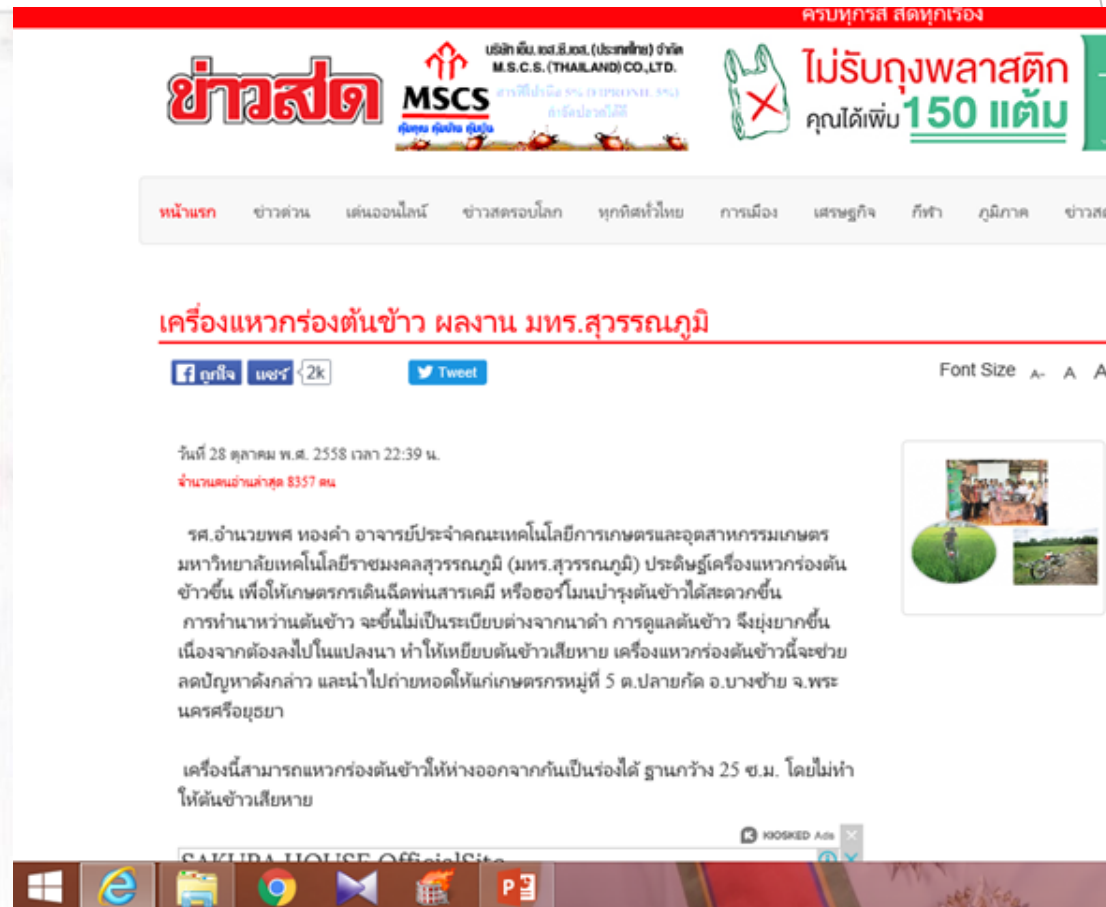 ครบทุกรส สดทุกเรื่อง
ข่าวสด
MSCS
บริษัท เอ็ม. เอส.ซี.เอส. (ประเทศไทย) จำกัด
M.S.C.S. (THAILAND) CO.,LTD.
กำจัดปลวกได้ดี
คุ้มคุณ คุ้มบ้าน คุ้มปลวก
ไม่รับถุงพลาสติก
คุณได้เพิ่ม 150 แต้ม
หน้าแรก ข่าวด่วน เด่นออนไลน์ ข่าวสดรอบโลก ทุกทิศทั่วไทย การเมือง เศรษฐกิจ กีฬา ภูมิภาค
เครื่องแหวกร่องต้นข้าว ผลงาน มทร.สุวรรณภูมิ
ถูกใจ แชร์ 2k Tweet Font Size A- A A
วันที่ 28 ตุลาคม พ.ศ. 2558 เวลา 22:39 น.
จำนวนคนอ่านล่าสุด 8357 คน
รศ.อำนวยพศ ทองคำ อาจารย์ประจำคณะเทคโนโลยีการเกษตรและอุตสาหกรรมเกษตร
มหาวิทยาลัยเทคโนโลยีราชมงคลสุวรรณภูมิ (มทร.สุวรรณภูมิ) ประดิษฐ์เครื่องแหวกร่องต้น
ข้าวขึ้น เพื่อให้เกษตรกรเดินฉีดพ่นสารเคมี หรือฮอร์โมนบำรุงต้นข้าวได้สะดวกขึ้น
การทำนาหว่านต้นข้าว จะขึ้นไม่เป็นระเบียบต่างจากนาดำ การดูแลต้นข้าว จึงยุ่งยากขึ้น
เนื่องจากต้องลงไปในแปลงนา ทำให้เหยียบต้นข้าวเสียหาย เครื่องแหวกร่องต้นข้าวนี้จะช่วย
ลดปัญหาดังกล่าว และนำไปถ่ายทอดให้แก่เกษตรกรหมู่ที่ 5 ต.ปลายกัด อ.บางซ้าย จ.พระ
นครศรีอยุธยา
เครื่องนี้สามารถแหวกร่องต้นข้าวให้ห่างออกจากกันเป็นร่องได้ ฐานกว้าง 25 ซ.ม. โดยไม่ทำ
ให้ต้นข้าวเสียหาย
KIOSKED Ads
SAKURA HOUSE OfficialSite